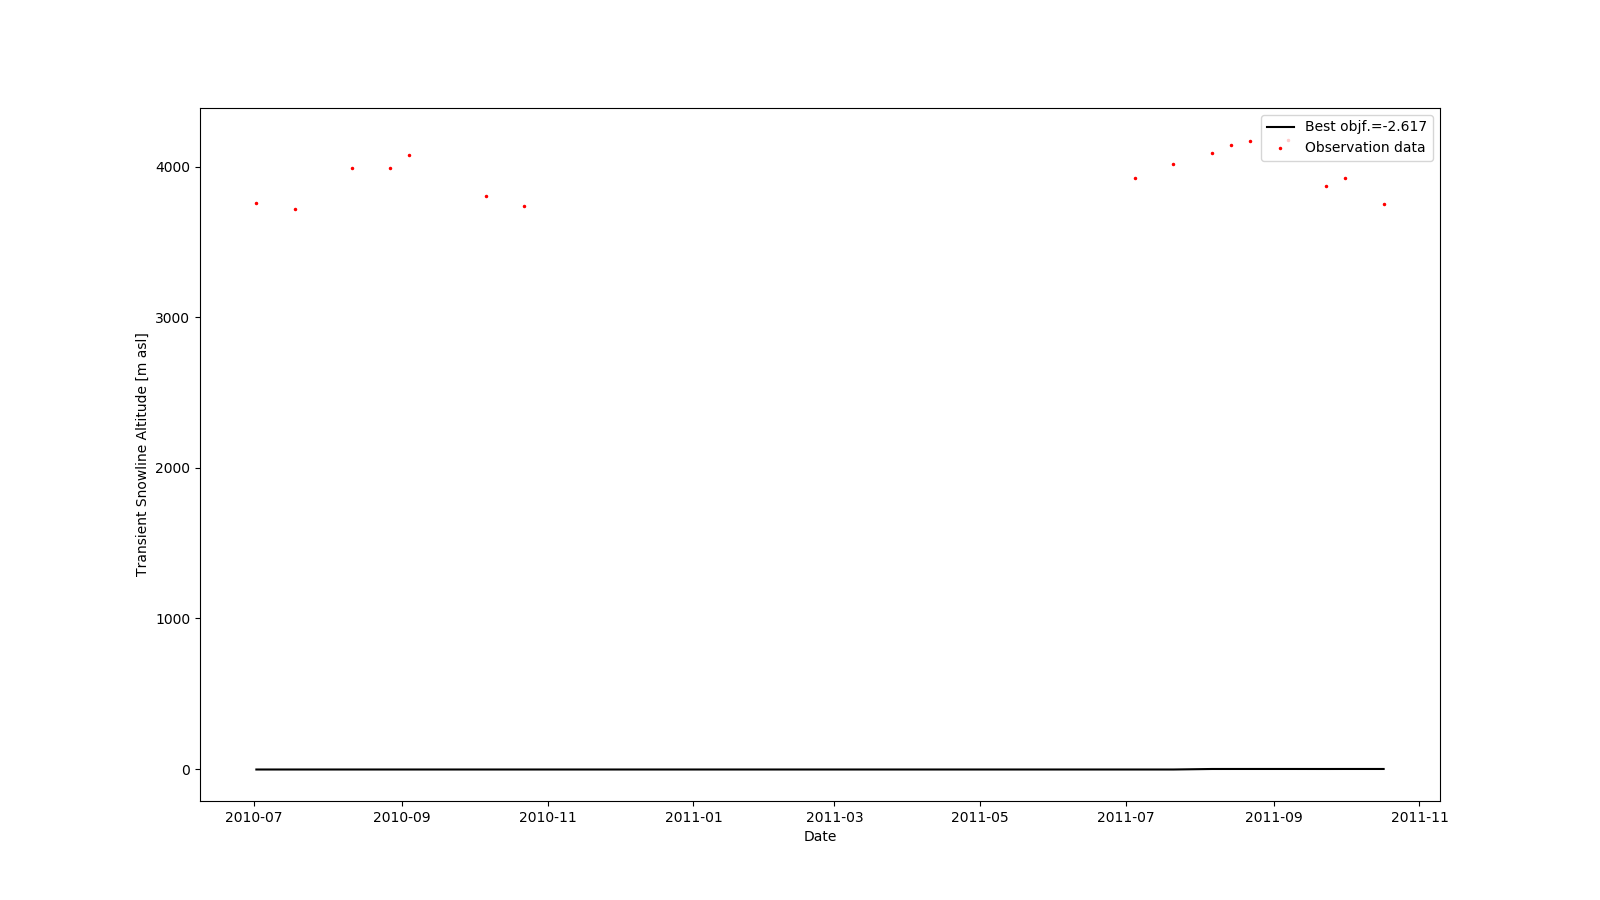 Best objf.=-2.617
Observation data
Transient Snowline Altitude [m asl]
4000
3000
2000
1000
0
2010-07 2010-09 2010-11 2011-01 2011-03 2011-05 2011-07 2011-09 2011-11
Date